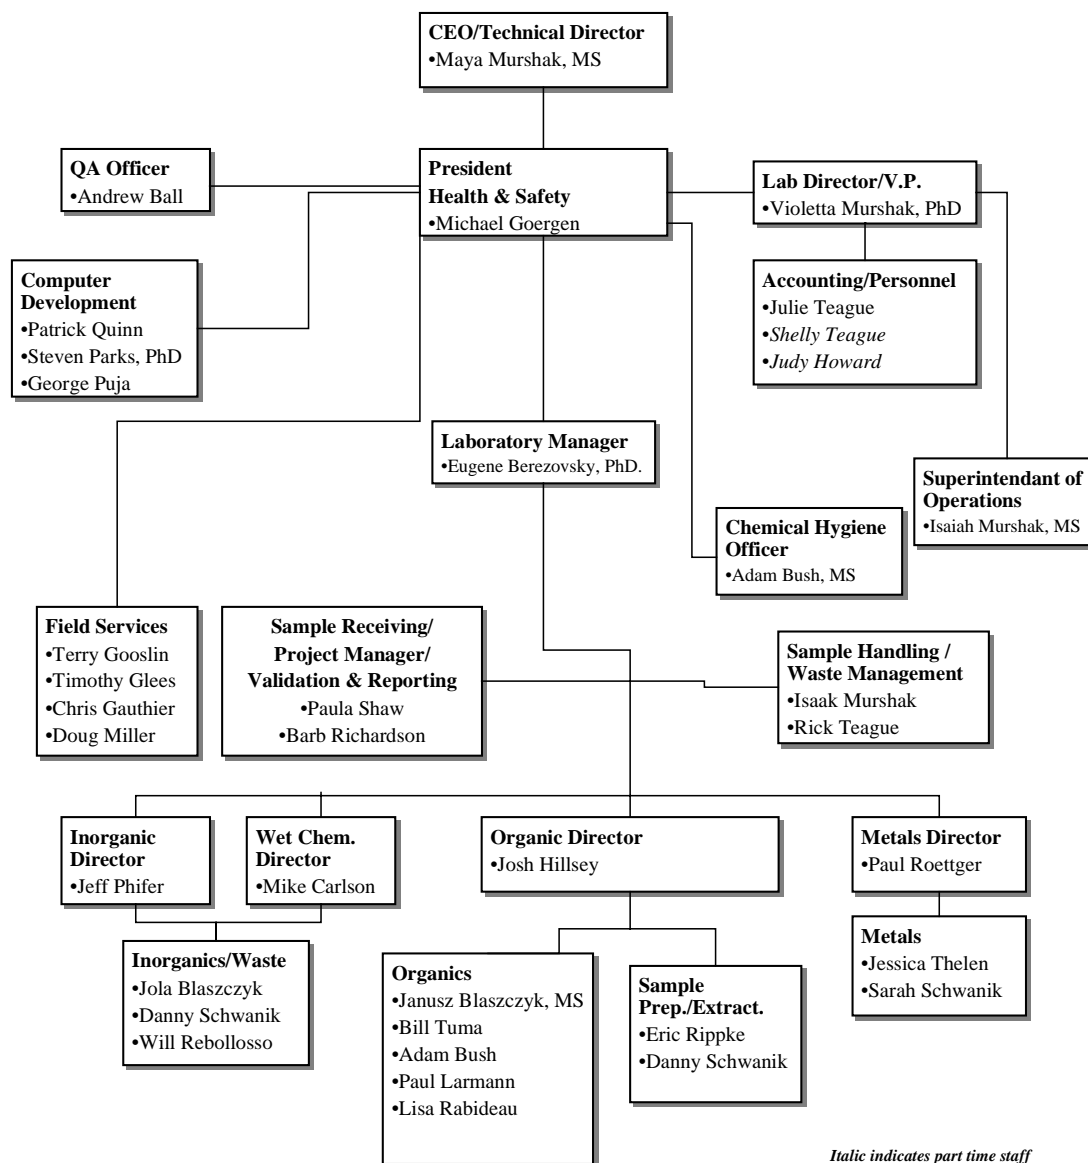 CEO/Technical Director
•Maya Murshak, MS
QA Officer
•Andrew Ball
President
Health & Safety
•Michael Goergen
Lab Director/V.P.
•Violetta Murshak, PhD
Computer
Development
•Patrick Quinn
•Steven Parks, PhD
•George Puja
Accounting/Personnel
•Julie Teague
•Shelly Teague
•Judy Howard
Laboratory Manager
•Eugene Berezovsky, PhD.
Superintendant of
Operations
•Isaiah Murshak, MS
Chemical Hygiene
Officer
•Adam Bush, MS
Field Services
•Terry Gooslin
•Timothy Glees
•Chris Gauthier
•Doug Miller
Sample Receiving/
Project Manager/
Validation & Reporting
•Paula Shaw
•Barb Richardson
Sample Handling /
Waste Management
•Isaak Murshak
•Rick Teague
Inorganic
Director
•Jeff Phifer
Wet Chem.
Director
•Mike Carlson
Organic Director
•Josh Hillsey
Metals Director
•Paul Roettger
Inorganics/Waste
•Jola Blaszczyk
•Danny Schwanik
•Will Rebollosso
Organics
•Janusz Blaszczyk, MS
•Bill Tuma
•Adam Bush
•Paul Larmann
•Lisa Rabideau
Sample
Prep./Extract.
•Eric Rippke
•Danny Schwanik
Metals
•Jessica Thelen
•Sarah Schwanik
Italic indicates part time staff